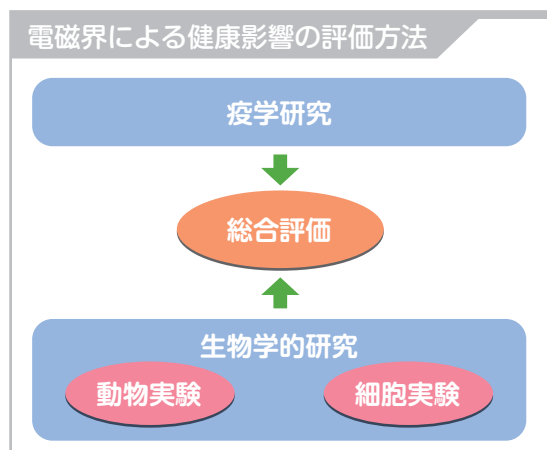 電磁界による健康影響の評価方法
疫学研究
総合評価
生物学的研究
動物実験
細胞実験